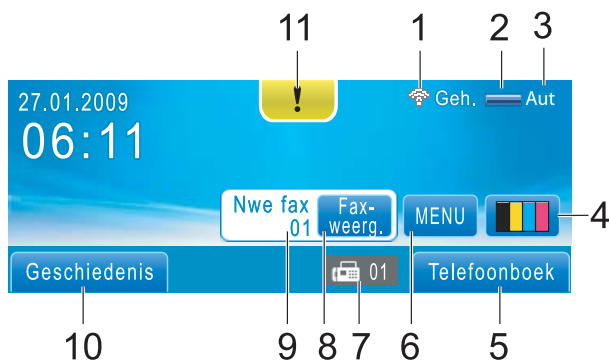 11 1 2 3
27.01.2009 ! Geh. Aut
06:11
Nwe fax Fax-
01 weerg. MENU 4
Geschiedenis 01 Telefoonboek
10 9 8 7 6 5